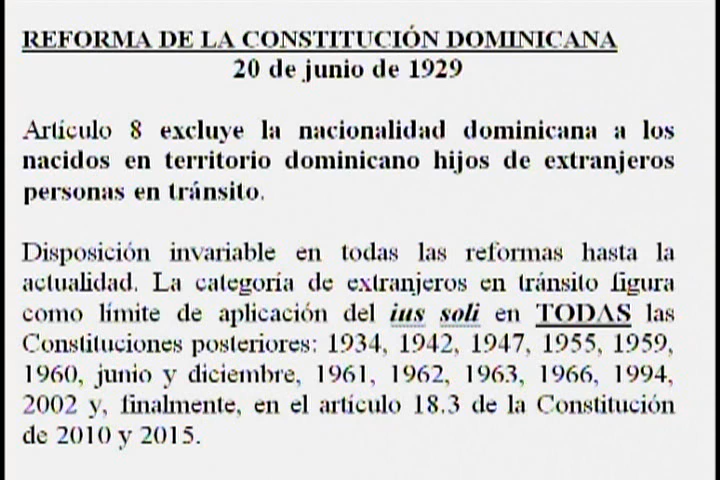 REFORMA DE LA CONSTITUCIÓN DOMINICANA
20 de junio de 1929
Artículo 8 excluye la nacionalidad dominicana a los
nacidos en territorio dominicano hijos de extranjeros
personas en tránsito.
Disposición invariable en todas las reformas hasta la
actualidad. La categoría de extranjeros en tránsito figura
como límite de aplicación del ius soli en TODAS las
Constituciones posteriores: 1934, 1942, 1947, 1955, 1959,
1960, junio y diciembre, 1961, 1962, 1963, 1966, 1994,
2002 y, finalmente, en el artículo 18.3 de la Constitución
de 2010 y 2015.